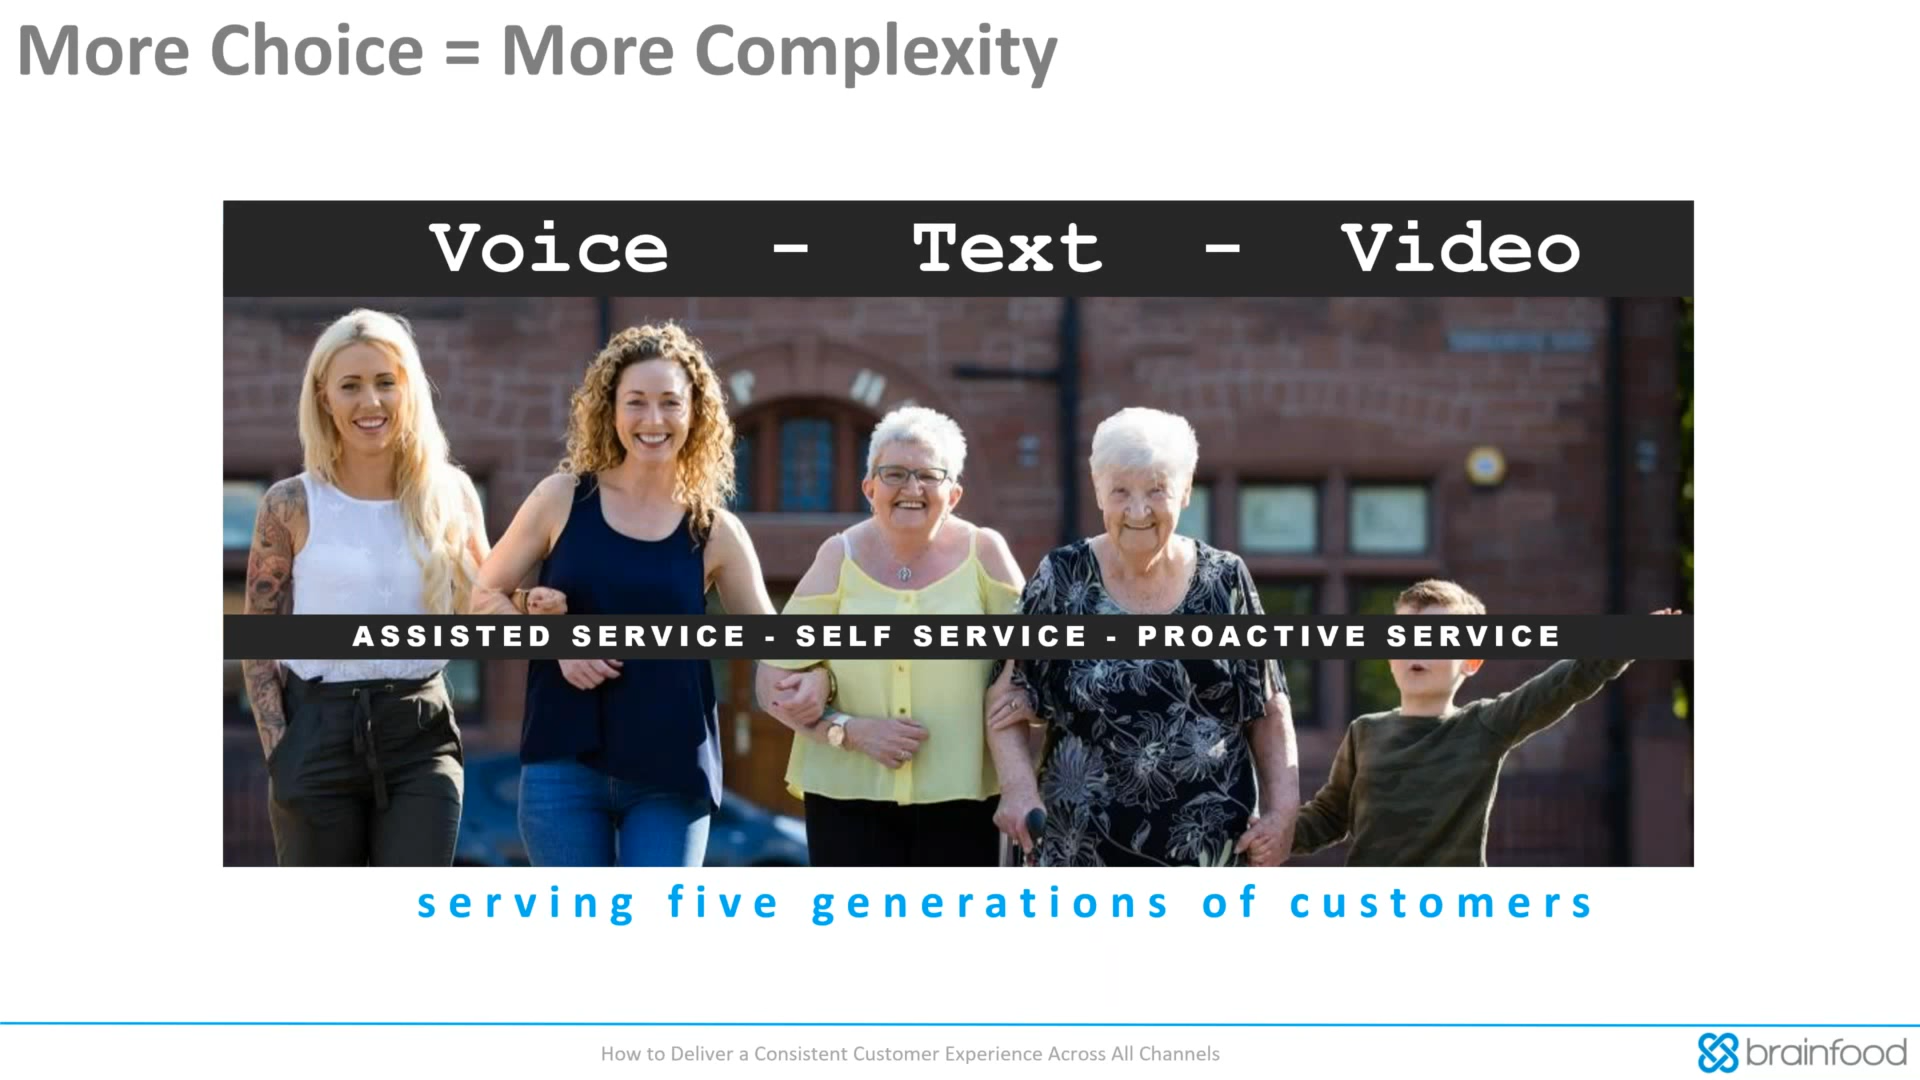 More Choice = More Complexity
Voice - Text - Video
ASSISTED SERVICE - SELF SERVICE - PROACTIVE SERVICE
serving five generations of customers
How to Deliver a Consistent Customer Experience Across All Channels
brainfood